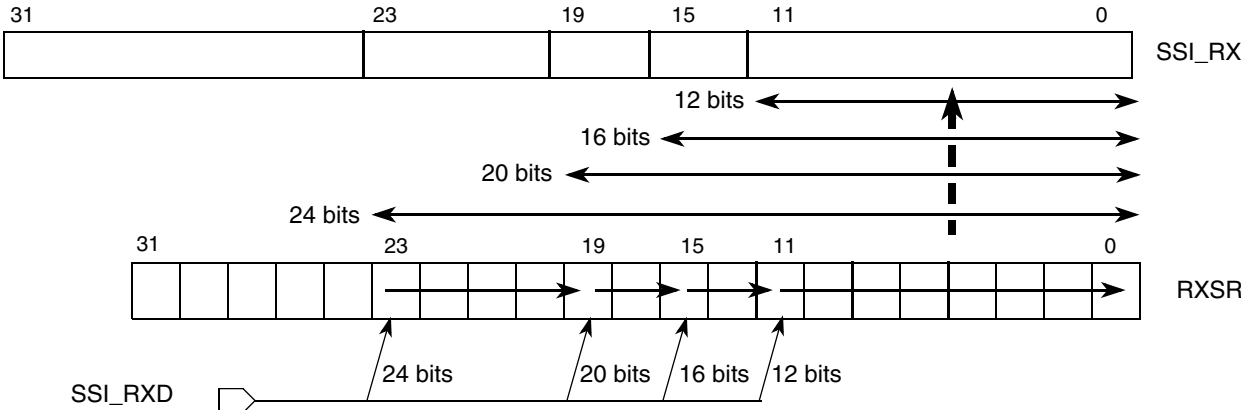 31 23 19 15 11 0
SSI_RX
12 bits
16 bits
20 bits
24 bits
31 23 19 15 11 0
RXSR
24 bits 20 bits 16 bits 12 bits
SSI_RXD